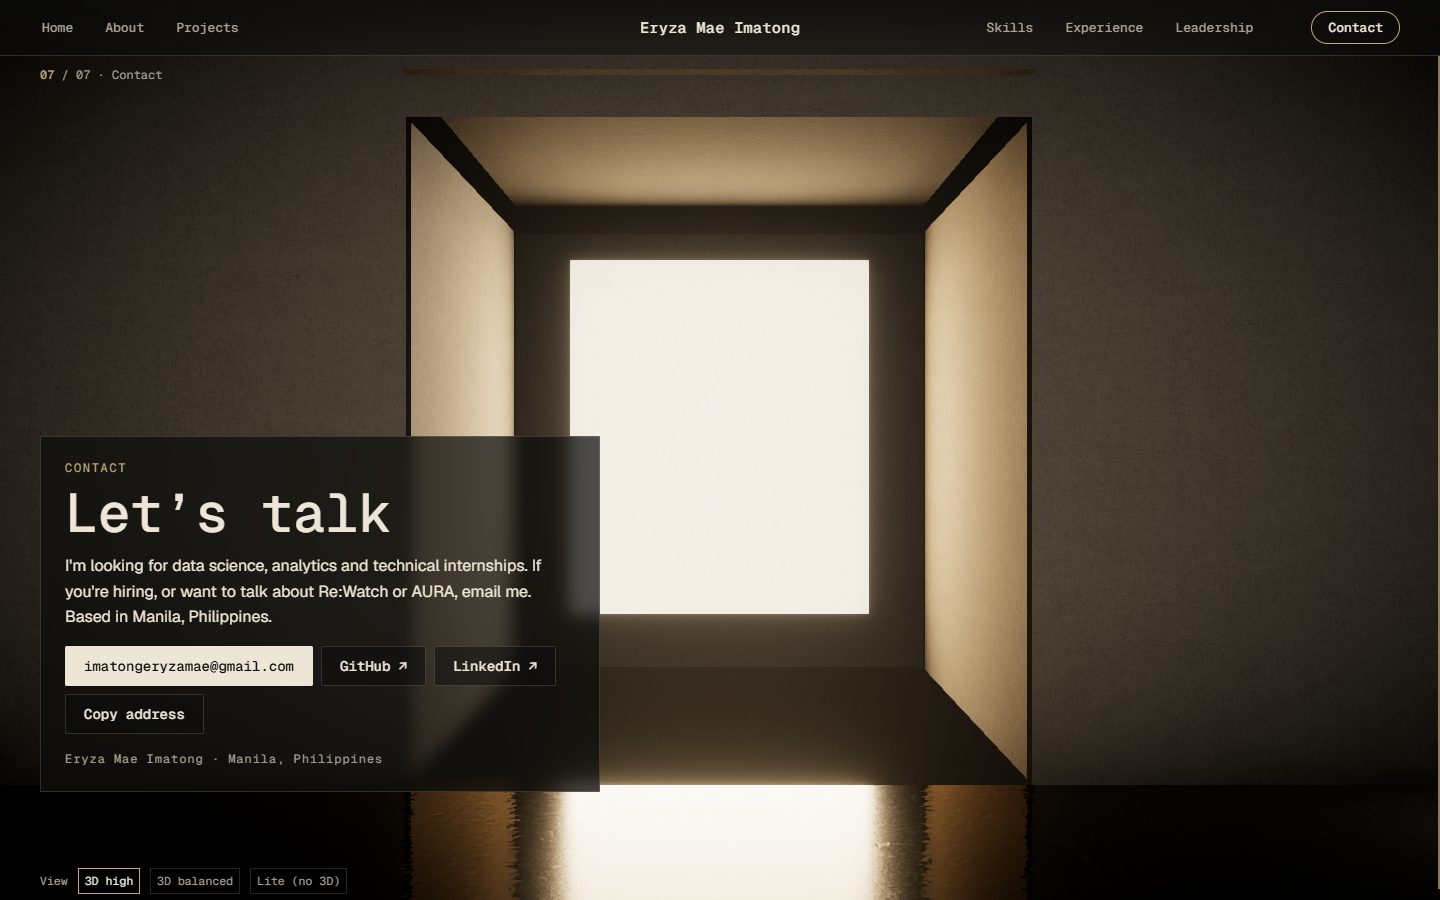 Home About Projects Eryza Mae Imatong Skills Experience Leadership Contact
07 / 07 · Contact
CONTACT
Let’s talk
I'm looking for data science, analytics and technical internships. If
you're hiring, or want to talk about Re:Watch or AURA, email me.
Based in Manila, Philippines.
imatongeryzamae@gmail.com GitHub ↗ LinkedIn ↗
Copy address
Eryza Mae Imatong · Manila, Philippines
View 3D high 3D balanced Lite (no 3D)